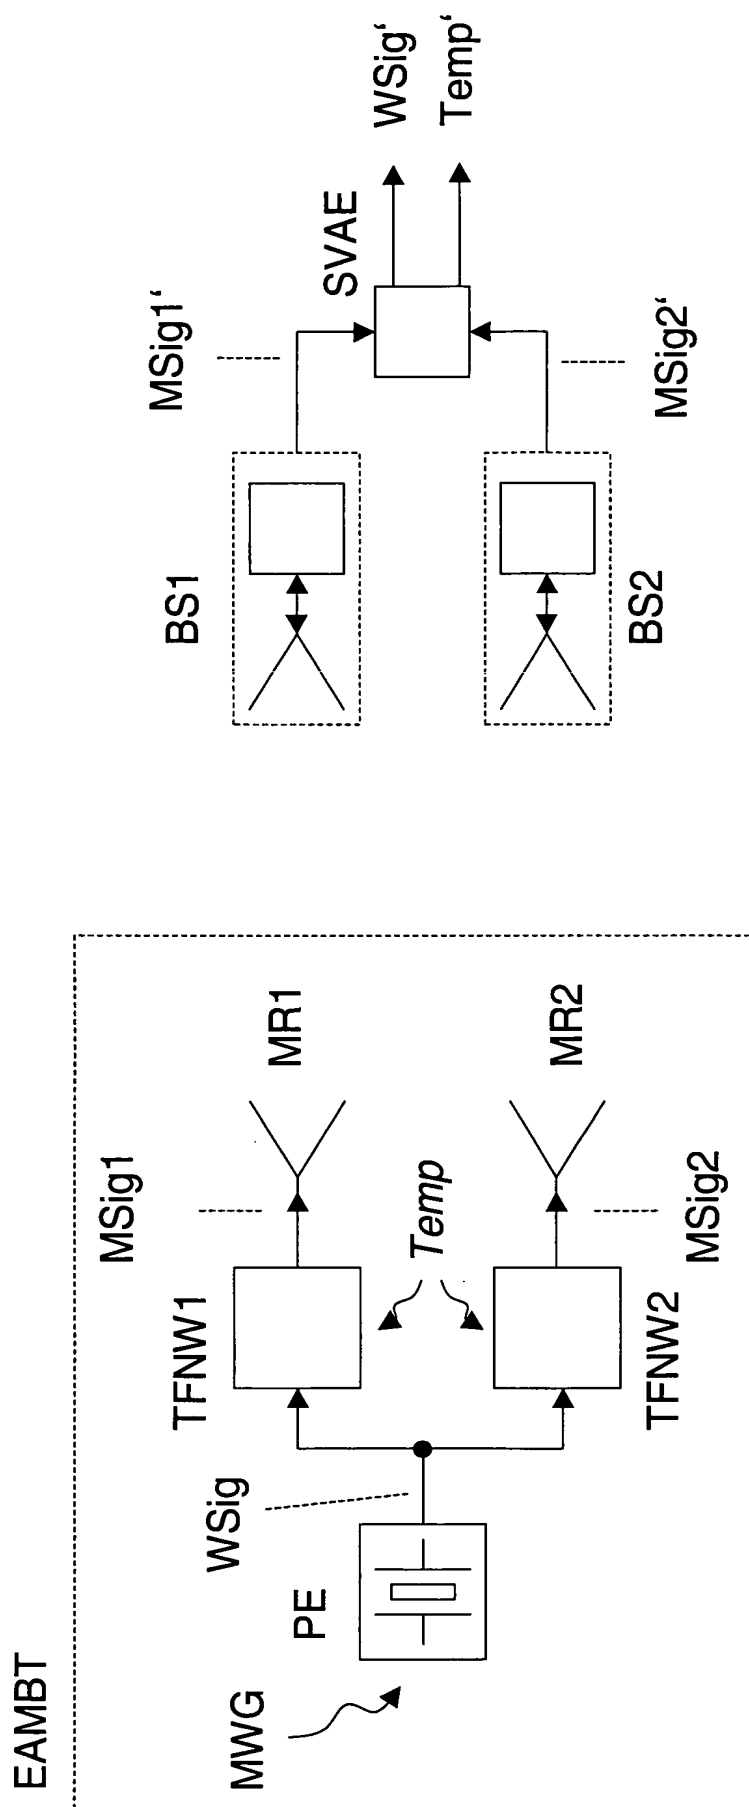 EAMBT
MWG
PE
WSig
TFNW1
MSig1
MR1
Temp
TFNW2
MSig2
MR2
BS1
MSig1‘
BS2
MSig2‘
SVAE
WSig‘
Temp‘